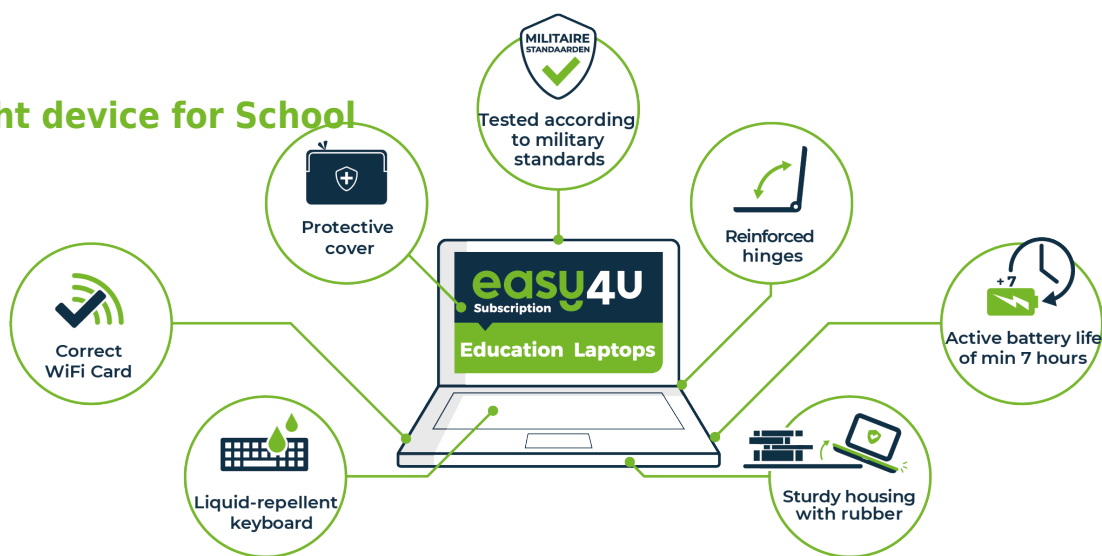 MILITAIRE
STANDAARDEN
Tested according
to military
standards
ht device for School
Protective
cover
Reinforced
hinges
easy4U
Subscription
Education Laptops
+7
Active battery life
of min 7 hours
Correct
WiFi Card
Liquid-repellent
keyboard
Sturdy housing
with rubber